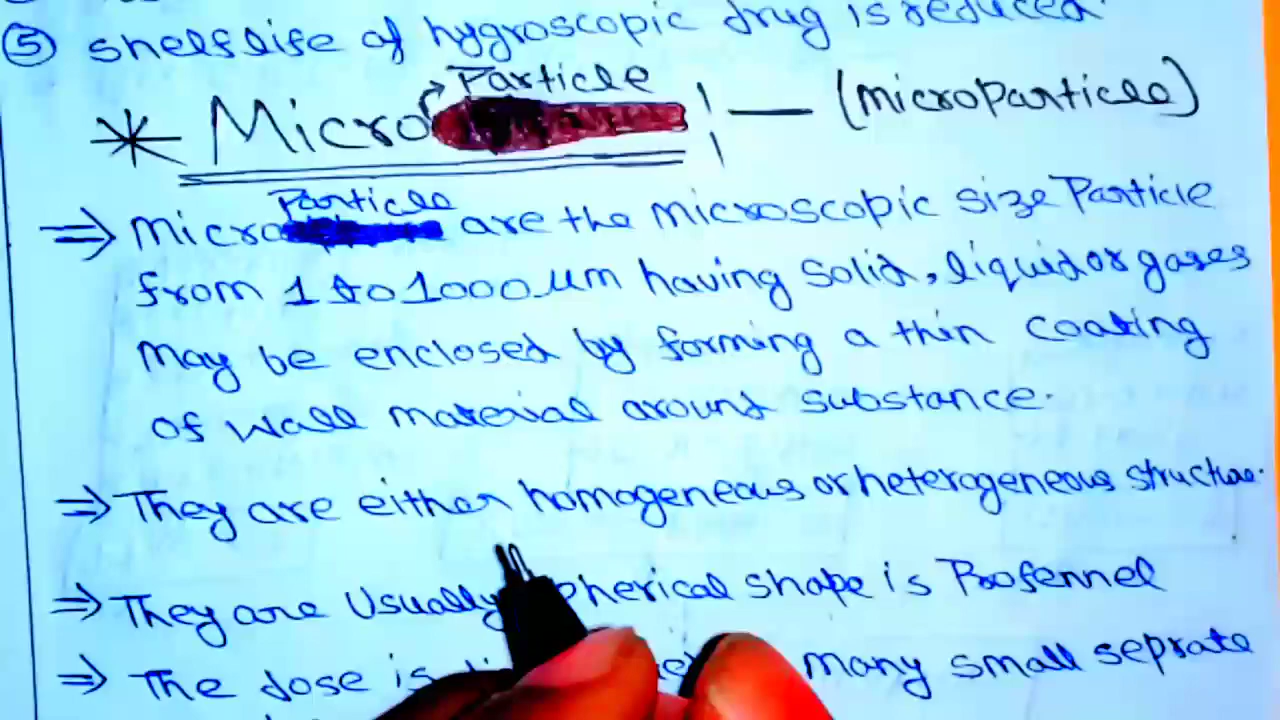 ⑤ shelflife of hygroscopic drug is reduced.
Particle
* Micro :— (microparticle)
Particle
⇒ Micro are the microscopic size Particle
from 1 to 1000 um having solid, liquid or gases
may be enclosed by forming a thin coating
of wall material around substance.
⇒ They are either homogeneous or heterogeneous structure.
⇒ They are Usually spherical shape is Profennel
⇒ The dose is many small seprate